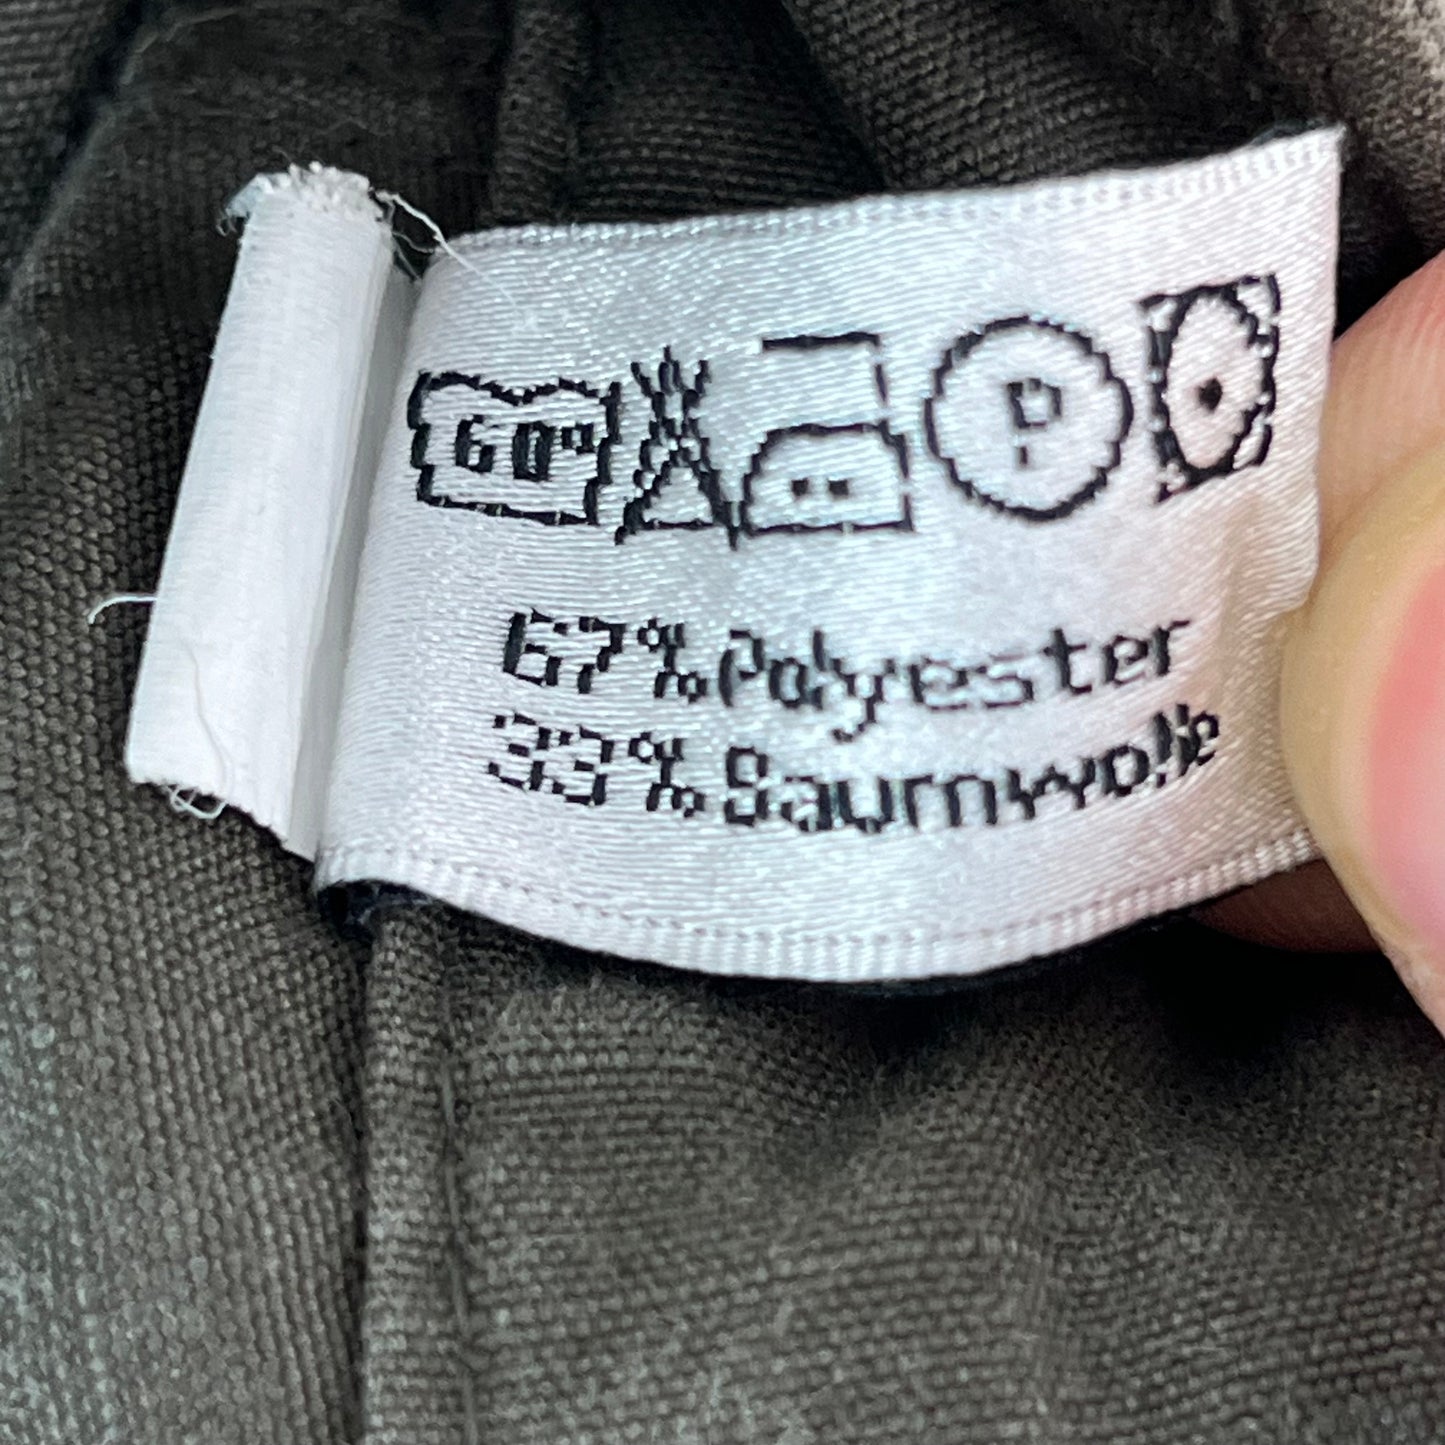 60° P
67% Polyester
33% Baumwolle